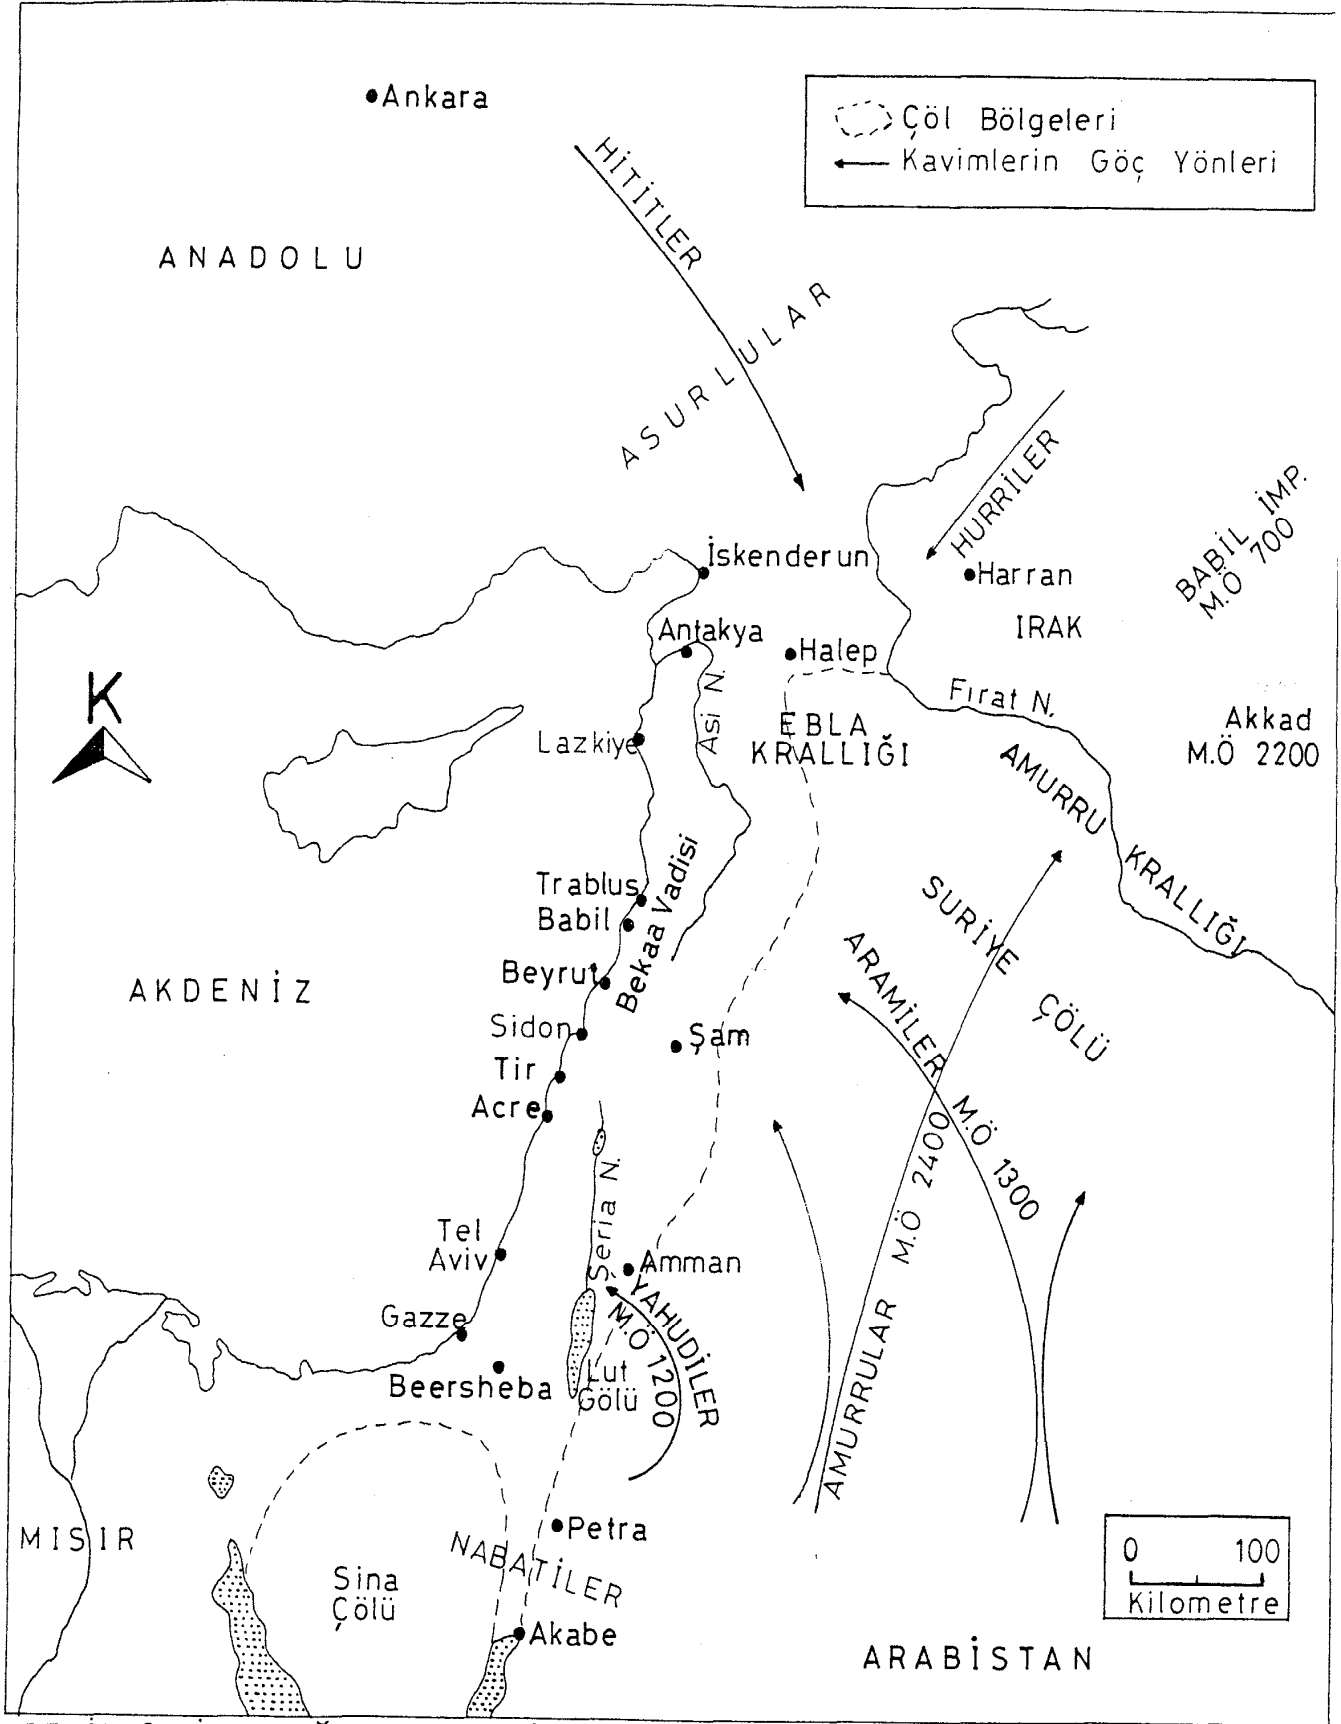 Ankara
Çöl Bölgeleri
Kavimlerin Göç Yönleri
HİTİTLER
ANADOLU
ASURLULAR
HURRİLER
BABİL İMP.
M.Ö 700
İskenderun
Harran
IRAK
Antakya
Halep
K
Asi N.
Fırat N.
EBLA
KRALLIĞI
Akkad
M.Ö 2200
Lazkiye
AMURRU KRALLIĞI
Bekaa Vadisi
Trablus
Babil
SURİYE ÇÖLÜ
Beyrut
AKDENİZ
ARAMİLER M.Ö 1300
Sidon
Şam
Tir
Acre
AMURRULAR M.Ö 2400
Şeria N.
Tel
Aviv
Amman
YAHUDİLER
M.Ö 1200
Gazze
Beersheba
Lut
Gölü
MISIR
Petra
NABATİLER
Sina
Çölü
Akabe
0 100
Kilometre
ARABİSTAN